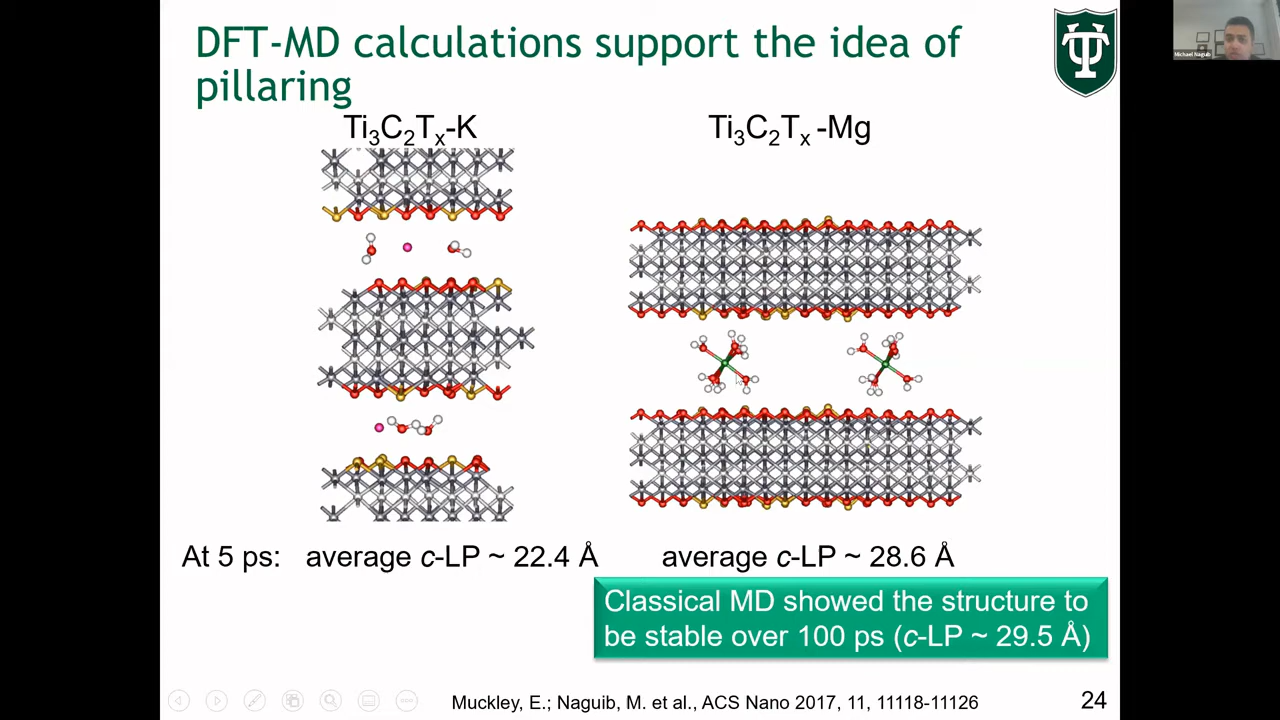 DFT-MD calculations support the idea of
pillaring
Michael Naguib
Ti₃C₂Tₓ-K
Ti₃C₂Tₓ -Mg
At 5 ps:
average c-LP ~ 22.4 Å
average c-LP ~ 28.6 Å
Classical MD showed the structure to
be stable over 100 ps (c-LP ~ 29.5 Å)
Muckley, E.; Naguib, M. et al., ACS Nano 2017, 11, 11118-11126
24